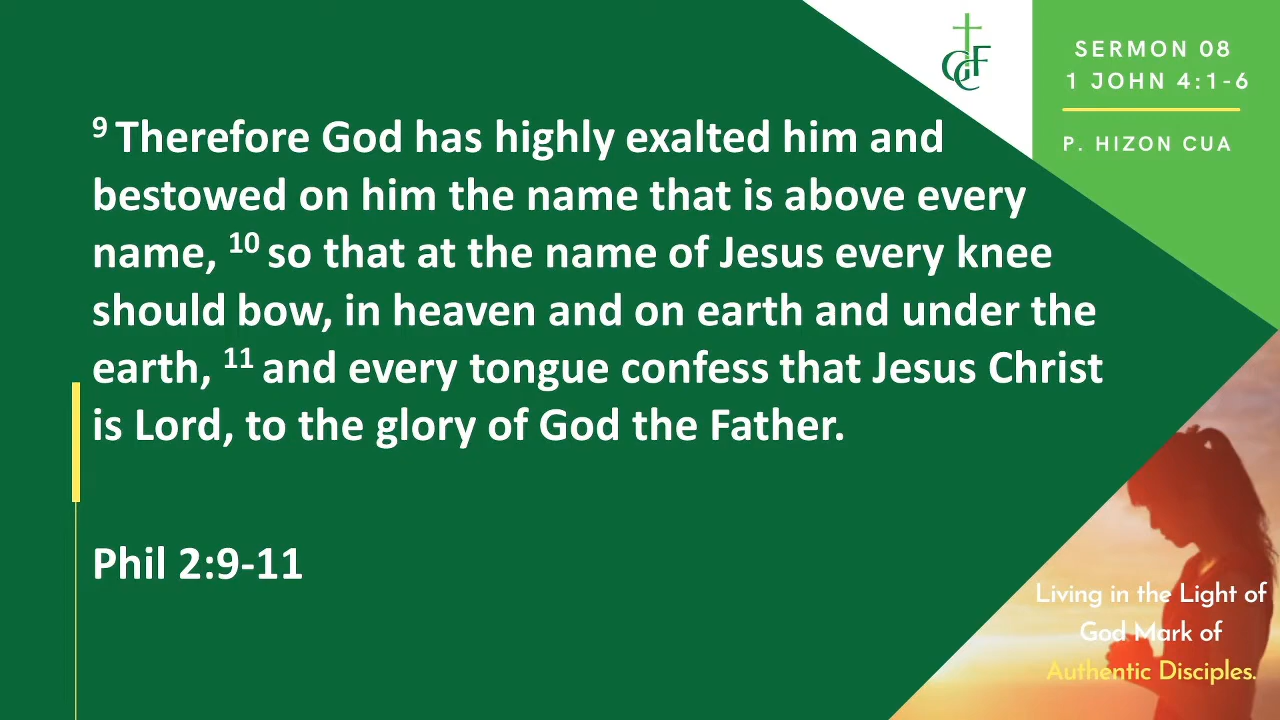 GCF
SERMON 08
1 JOHN 4:1-6
P. HIZON CUA
9 Therefore God has highly exalted him and
bestowed on him the name that is above every
name, 10 so that at the name of Jesus every knee
should bow, in heaven and on earth and under the
earth, 11 and every tongue confess that Jesus Christ
is Lord, to the glory of God the Father.
Phil 2:9-11
Living in the Light of
God Mark of
Authentic Disciples.